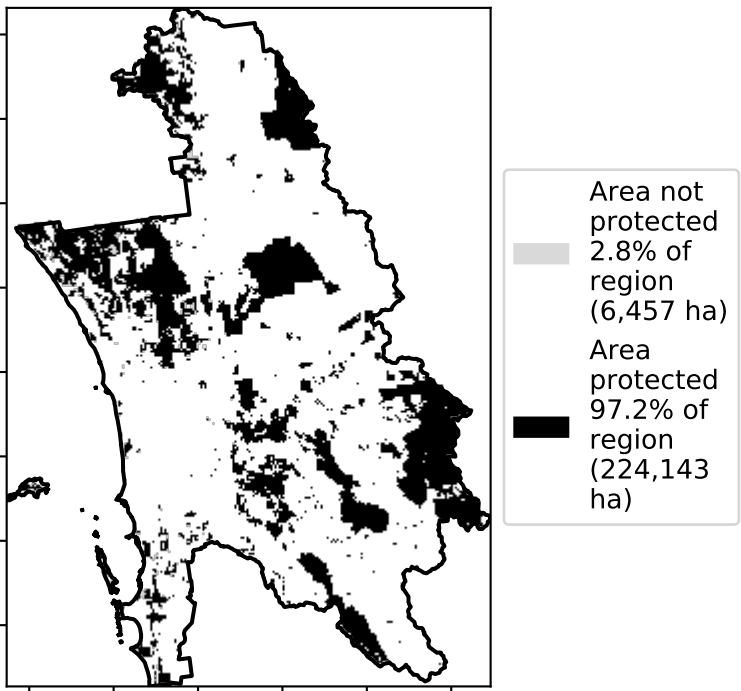 Area not
protected
2.8% of
region
(6,457 ha)
Area
protected
97.2% of
region
(224,143
ha)